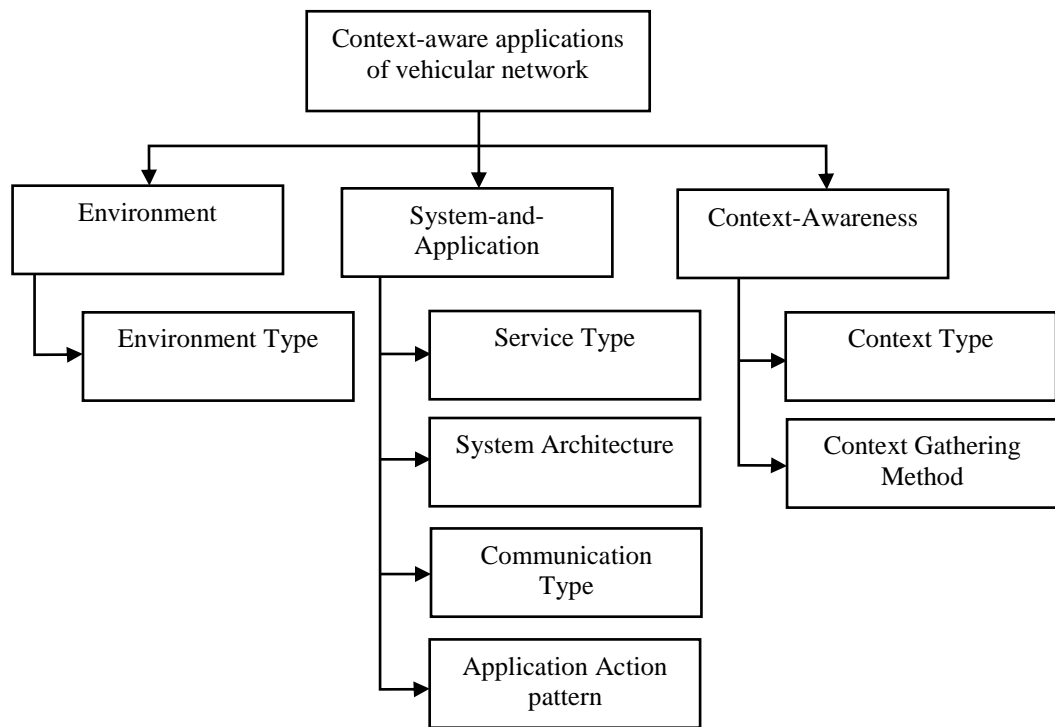 Context-aware applications
of vehicular network
Environment
System-and-
Application
Context-Awareness
Environment Type
Service Type
Context Type
System Architecture
Context Gathering
Method
Communication
Type
Application Action
pattern